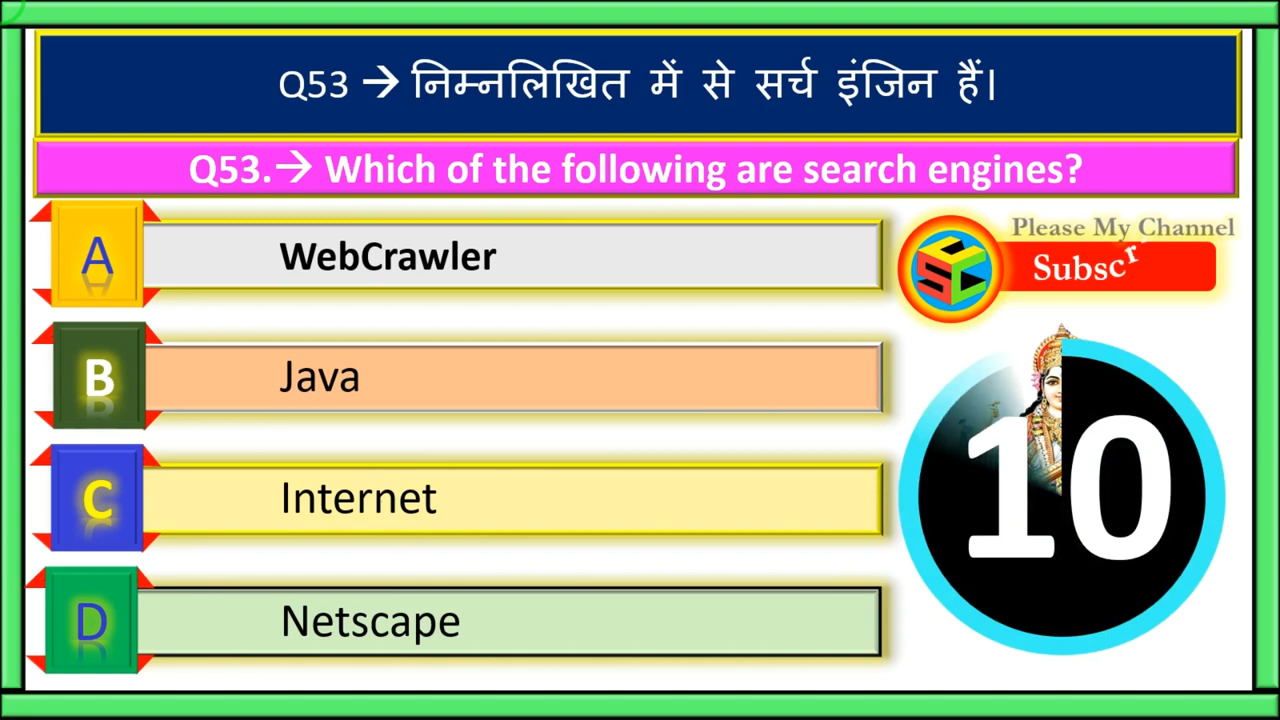 Q53 → निम्नलिखित में से सर्च इंजिन हैं।
Q53.→ Which of the following are search engines?
A WebCrawler
Please My Channel
Subscr
B Java
10
C Internet
D Netscape